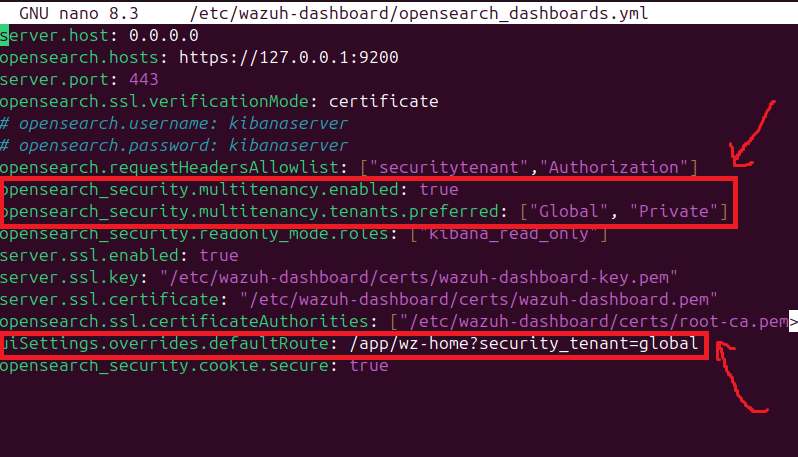 GNU nano 8.3 /etc/wazuh-dashboard/opensearch_dashboards.yml
server.host: 0.0.0.0
opensearch.hosts: https://127.0.0.1:9200
server.port: 443
opensearch.ssl.verificationMode: certificate
# opensearch.username: kibanaserver
# opensearch.password: kibanaserver
opensearch.requestHeadersAllowlist: ["securitytenant","Authorization"]
opensearch_security.multitenancy.enabled: true
opensearch_security.multitenancy.tenants.preferred: ["Global", "Private"]
opensearch_security.readonly_mode.roles: ["kibana_read_only"]
server.ssl.enabled: true
server.ssl.key: "/etc/wazuh-dashboard/certs/wazuh-dashboard-key.pem"
server.ssl.certificate: "/etc/wazuh-dashboard/certs/wazuh-dashboard.pem"
opensearch.ssl.certificateAuthorities: ["/etc/wazuh-dashboard/certs/root-ca.pem>
uiSettings.overrides.defaultRoute: /app/wz-home?security_tenant=global
opensearch_security.cookie.secure: true